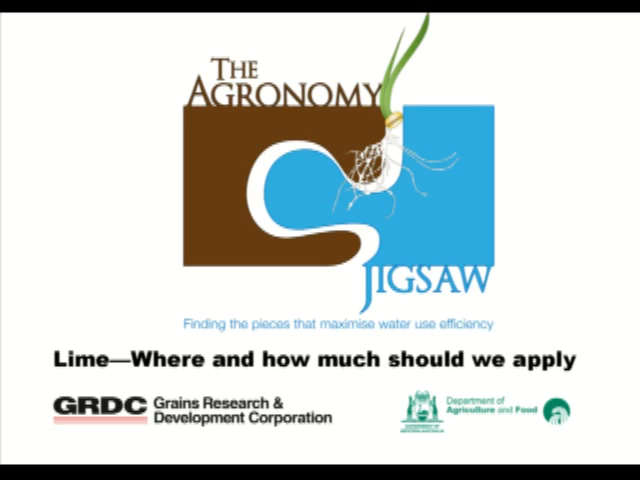 THE
AGRONOMY
JIGSAW
Finding the pieces that maximise water use efficiency
Lime—Where and how much should we apply
GRDC
Grains Research &
Development Corporation
Department of
Agriculture and Food